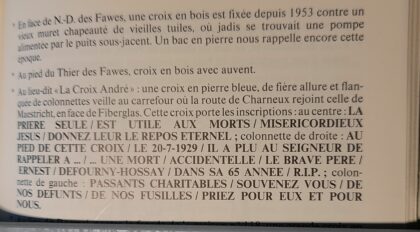 * En face de N.-D. des Fawes, une croix en bois est fixée depuis 1953 contre un
vieux muret chapeauté de vieilles tuiles, où jadis se trouvait une pompe
alimentée par le puits sous-jacent. Un bac en pierre nous rappelle encore cette
époque.
* Au pied du Thier des Fawes, croix en bois avec auvent.
* Au lieu-dit «La Croix André» : une croix en pierre bleue, de fière allure et flan-
quée de colonnettes veille au carrefour où la route de Charneux rejoint celle de
Maestricht, en face de Fiberglas. Cette croix porte les inscriptions : au centre : LA
PRIERE SEULE / EST UTILE AUX MORTS / MISERICORDIEUX
JESUS / DONNEZ LEUR LE REPOS ETERNEL ; colonnette de droite : AU
PIED DE CETTE CROIX / LE 20-7-1929 / IL A PLU AU SEIGNEUR DE
RAPPELER A ... / ... UNE MORT / ACCIDENTELLE / LE BRAVE PERE /
ERNEST / DEFOURNY-HOSSAY / DANS SA 65 ANNEE / R.I.P. ; colon-
nette de gauche : PASSANTS CHARITABLES / SOUVENEZ VOUS / DE
NOS DEFUNTS / DE NOS FUSILLES / PRIEZ POUR EUX ET POUR
NOUS.